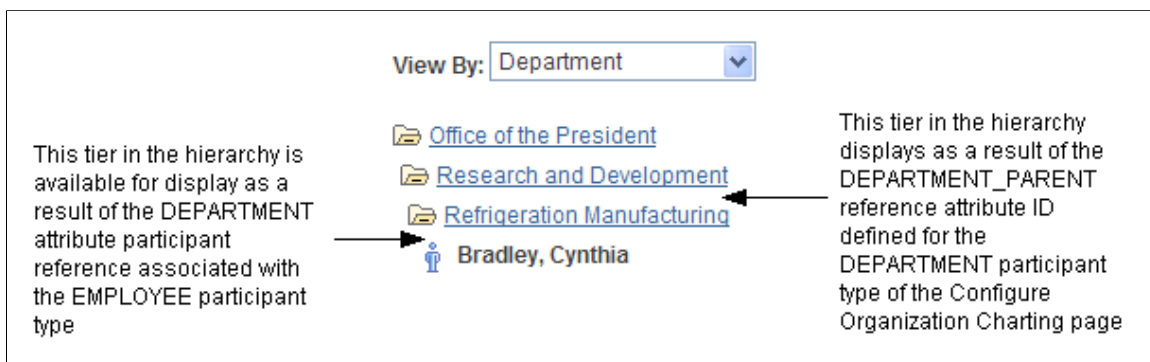 View By: Department
Office of the President
Research and Development
Refrigeration Manufacturing
Bradley, Cynthia
This tier in the hierarchy is
available for display as a
result of the DEPARTMENT
attribute participant
reference associated with
the EMPLOYEE participant
type
This tier in the hierarchy
displays as a result of the
DEPARTMENT_PARENT
reference attribute ID
defined for the
DEPARTMENT participant
type of the Configure
Organization Charting page